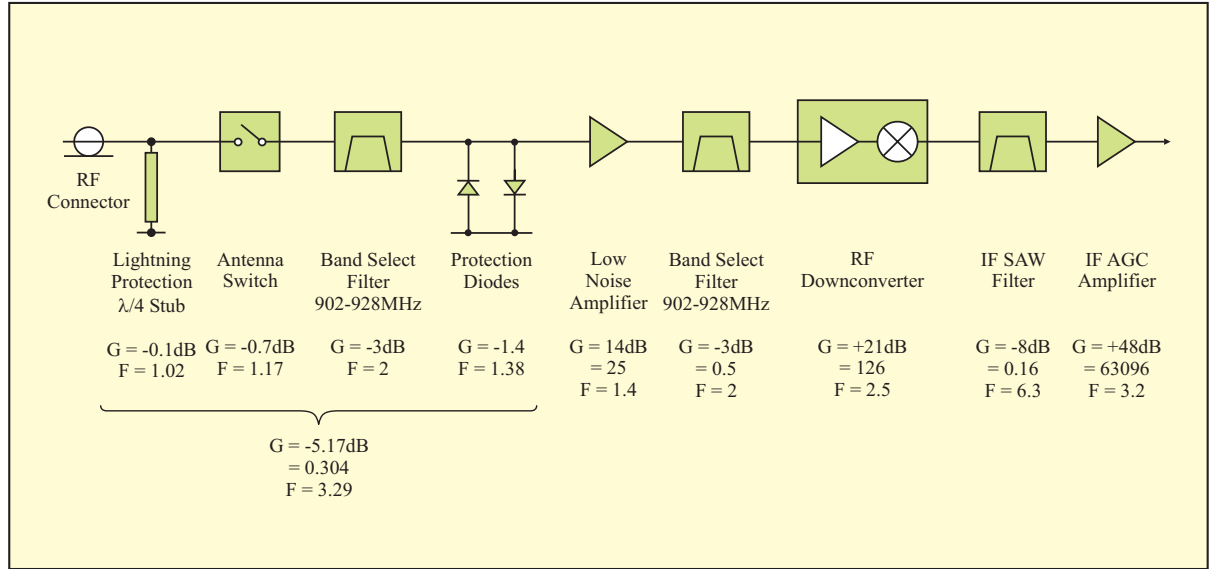 RF
Connector
Lightning
Protection
λ/4 Stub
G = -0.1dB
F = 1.02
Antenna
Switch
G = -0.7dB
F = 1.17
Band Select
Filter
902-928MHz
G = -3dB
F = 2
Protection
Diodes
G = -1.4
F = 1.38
Low
Noise
Amplifier
G = 14dB
= 25
F = 1.4
Band Select
Filter
902-928MHz
G = -3dB
= 0.5
F = 2
RF
Downconverter
G = +21dB
= 126
F = 2.5
IF SAW
Filter
G = -8dB
= 0.16
F = 6.3
IF AGC
Amplifier
G = +48dB
= 63096
F = 3.2
G = -5.17dB
= 0.304
F = 3.29